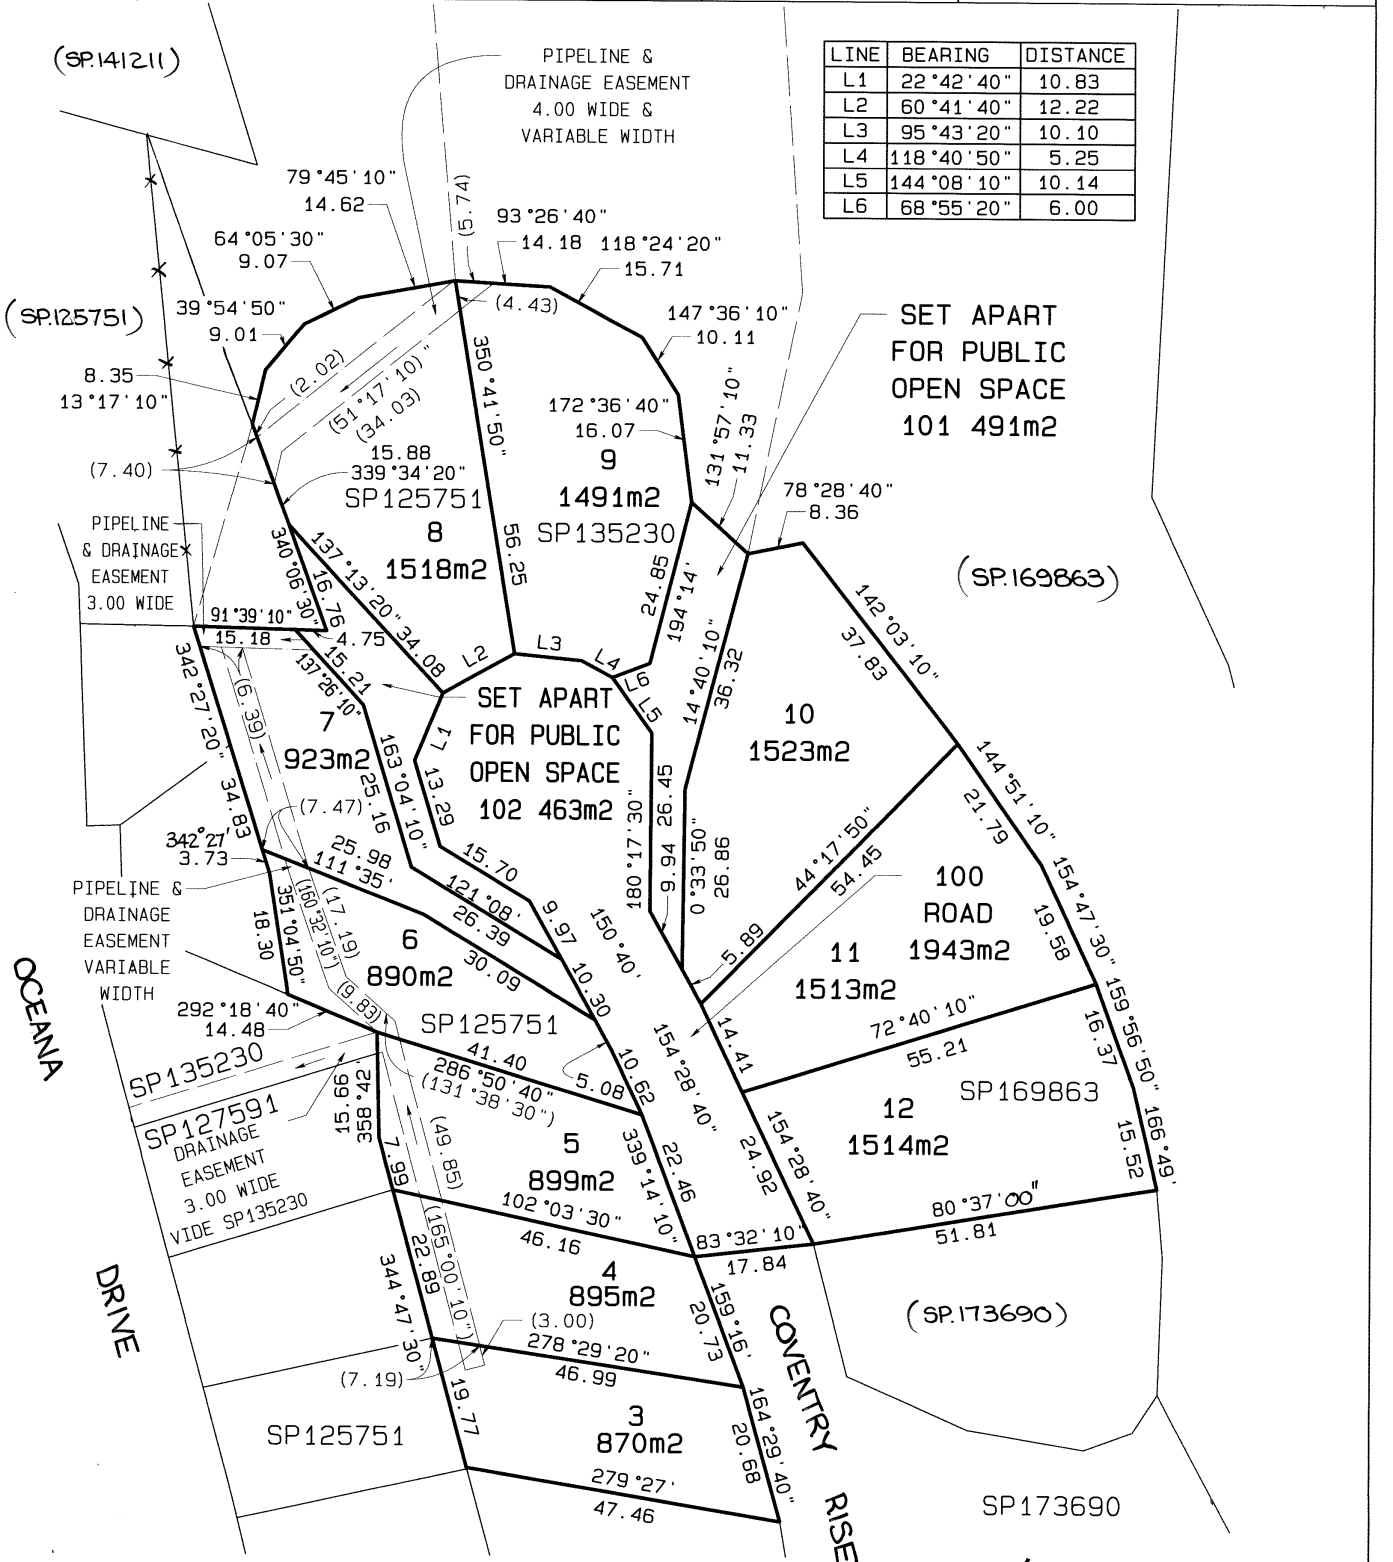 (SP.141211)
PIPELINE &
DRAINAGE EASEMENT
4.00 WIDE &
VARIABLE WIDTH
LINE BEARING DISTANCE
L1 22°42'40" 10.83
L2 60°41'40" 12.22
L3 95°43'20" 10.10
L4 118°40'50" 5.25
L5 144°08'10" 10.14
L6 68°55'20" 6.00
79°45'10"
14.62
(5.74)
93°26'40"
14.18
118°24'20"
15.71
64°05'30"
9.07
(SP.125751)
39°54'50"
9.01
(4.43)
147°36'10"
10.11
SET APART
FOR PUBLIC
OPEN SPACE
101 491m2
8.35
13°17'10"
(2.02)
(51°17'10)"
(34.03)
350°41'50"
56.25
172°36'40"
16.07
131°57'10"
11.33
(7.40)
15.88
339°34'20"
SP125751
8
1518m2
9
1491m2
SP135230
78°28'40"
8.36
PIPELINE
& DRAINAGE
EASEMENT
3.00 WIDE
340°06'30"
16.76
137°13'20"
34.08
24.85
194°14'
(SP.169863)
91°39'10"
15.18
4.75
15.21
137°26'10"
L2
L3
L4
L6
L5
L1
14°40'10"
36.32
142°03'10"
37.83
342°27'20"
34.83
(6.39)
7
923m2
SET APART
FOR PUBLIC
OPEN SPACE
102 463m2
163°04'10"
25.16
13.29
10
1523m2
(7.47)
342°27'
3.73
25.98
111°35'
15.70
180°17'30"
9.94
26.45
0°33'50"
26.86
44°17'50"
54.45
144°51'10"
21.79
100
ROAD
1943m2
154°47'30"
19.58
PIPELINE &
DRAINAGE
EASEMENT
VARIABLE
WIDTH
18.30
351°04'50"
(160°32'10")
(17.19)
121°08'
26.39
6
890m2
30.09
9.97
150°40'
5.89
11
1513m2
OCEANA
292°18'40"
14.48
(9.83)
SP125751
10.30
SP135230
41.40
286°50'40"
(131°38'30")
5.08
10.62
154°28'40"
14.41
72°40'10"
55.21
159°56'50"
16.37
SP169863
SP127591
DRAINAGE
EASEMENT
3.00 WIDE
VIDE SP135230
15.66
358°42
7.99
(49.85)
5
899m2
339°14'10"
22.46
24.92
154°28'40"
12
1514m2
166°49'
15.52
102°03'30"
46.16
83°32'10"
17.84
80°37'00"
51.81
DRIVE
344°47'30"
22.89
(165°00'10")
4
895m2
159°16'
20.73
(3.00)
278°29'20"
46.99
(7.19)
(SP.173690)
COVENTRY
RISE
SP125751
19.77
3
870m2
164°29'40"
20.68
279°27'
47.46
SP173690